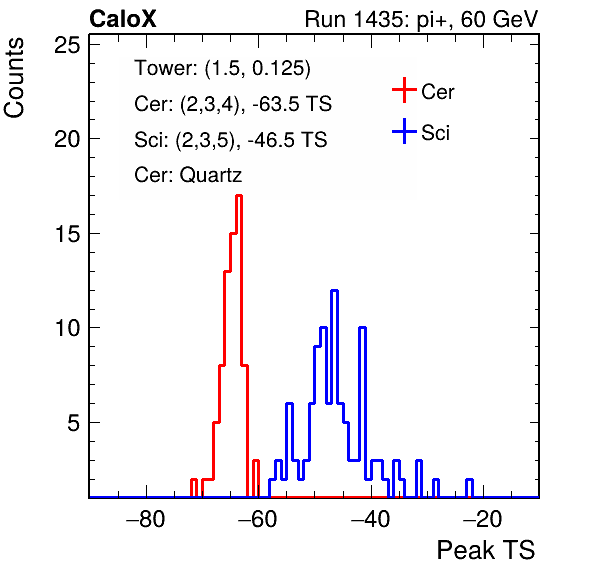 CaloX
Run 1435: pi+, 60 GeV
Counts
25
20
15
10
5
Tower: (1.5, 0.125)
Cer: (2,3,4), -63.5 TS
Sci: (2,3,5), -46.5 TS
Cer: Quartz
Cer
Sci
−80
−60
−40
−20
Peak TS